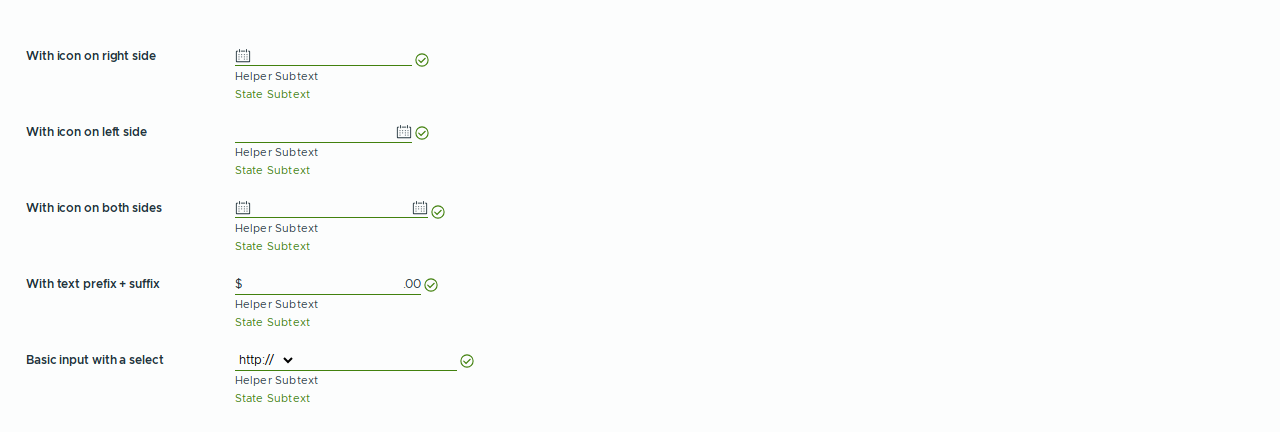 With icon on right side
Helper Subtext
State Subtext
With icon on left side
Helper Subtext
State Subtext
With icon on both sides
Helper Subtext
State Subtext
With text prefix + suffix $ .00
Helper Subtext
State Subtext
Basic input with a select http://
Helper Subtext
State Subtext